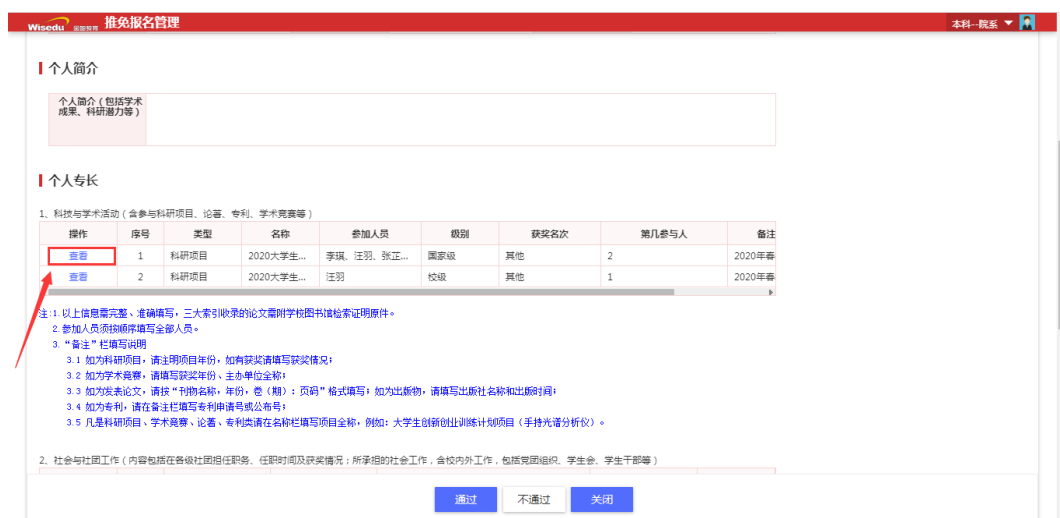 Wisedu 金智教育 推免报名管理 本科--院系
个人简介
个人简介（包括学术
成果、科研潜力等）
个人专长
1、科技与学术活动（含参与科研项目、论著、专利、学术竞赛等）
操作 序号 类型 名称 参加人员 级别 获奖名次 第几参与人 备注
查看 1 科研项目 2020大学生... 李琪、汪羽、张芷... 国家级 其他 2 2020年春
查看 2 科研项目 2020大学生... 汪羽 校级 其他 1 2020年春
注:1. 以上信息需完整、准确填写，三大索引收录的论文需附学校图书馆检索证明原件。
2. 参加人员须按顺序填写全部人员。
3. “备注”栏填写说明
3.1 如为科研项目，请注明项目年份，如有获奖请填写获奖情况；
3.2 如为学术竞赛，请填写获奖年份、主办单位全称；
3.3 如为发表论文，请按“刊物名称，年份，卷（期）：页码”格式填写；如为出版物，请填写出版社名称和出版时间；
3.4 如为专利，请在备注栏填写专利申请号或公布号；
3.5 凡是科研项目、学术竞赛、论著、专利类请在名称栏填写项目全称，例如：大学生创新创业训练计划项目（手持光谱分析仪）。
2、社会与社团工作（内容包括在各级社团担任职务、任职时间及获奖情况；所承担的社会工作，含校内外工作，包括党团组织、学生会、学生干部等）
通过 不通过 关闭